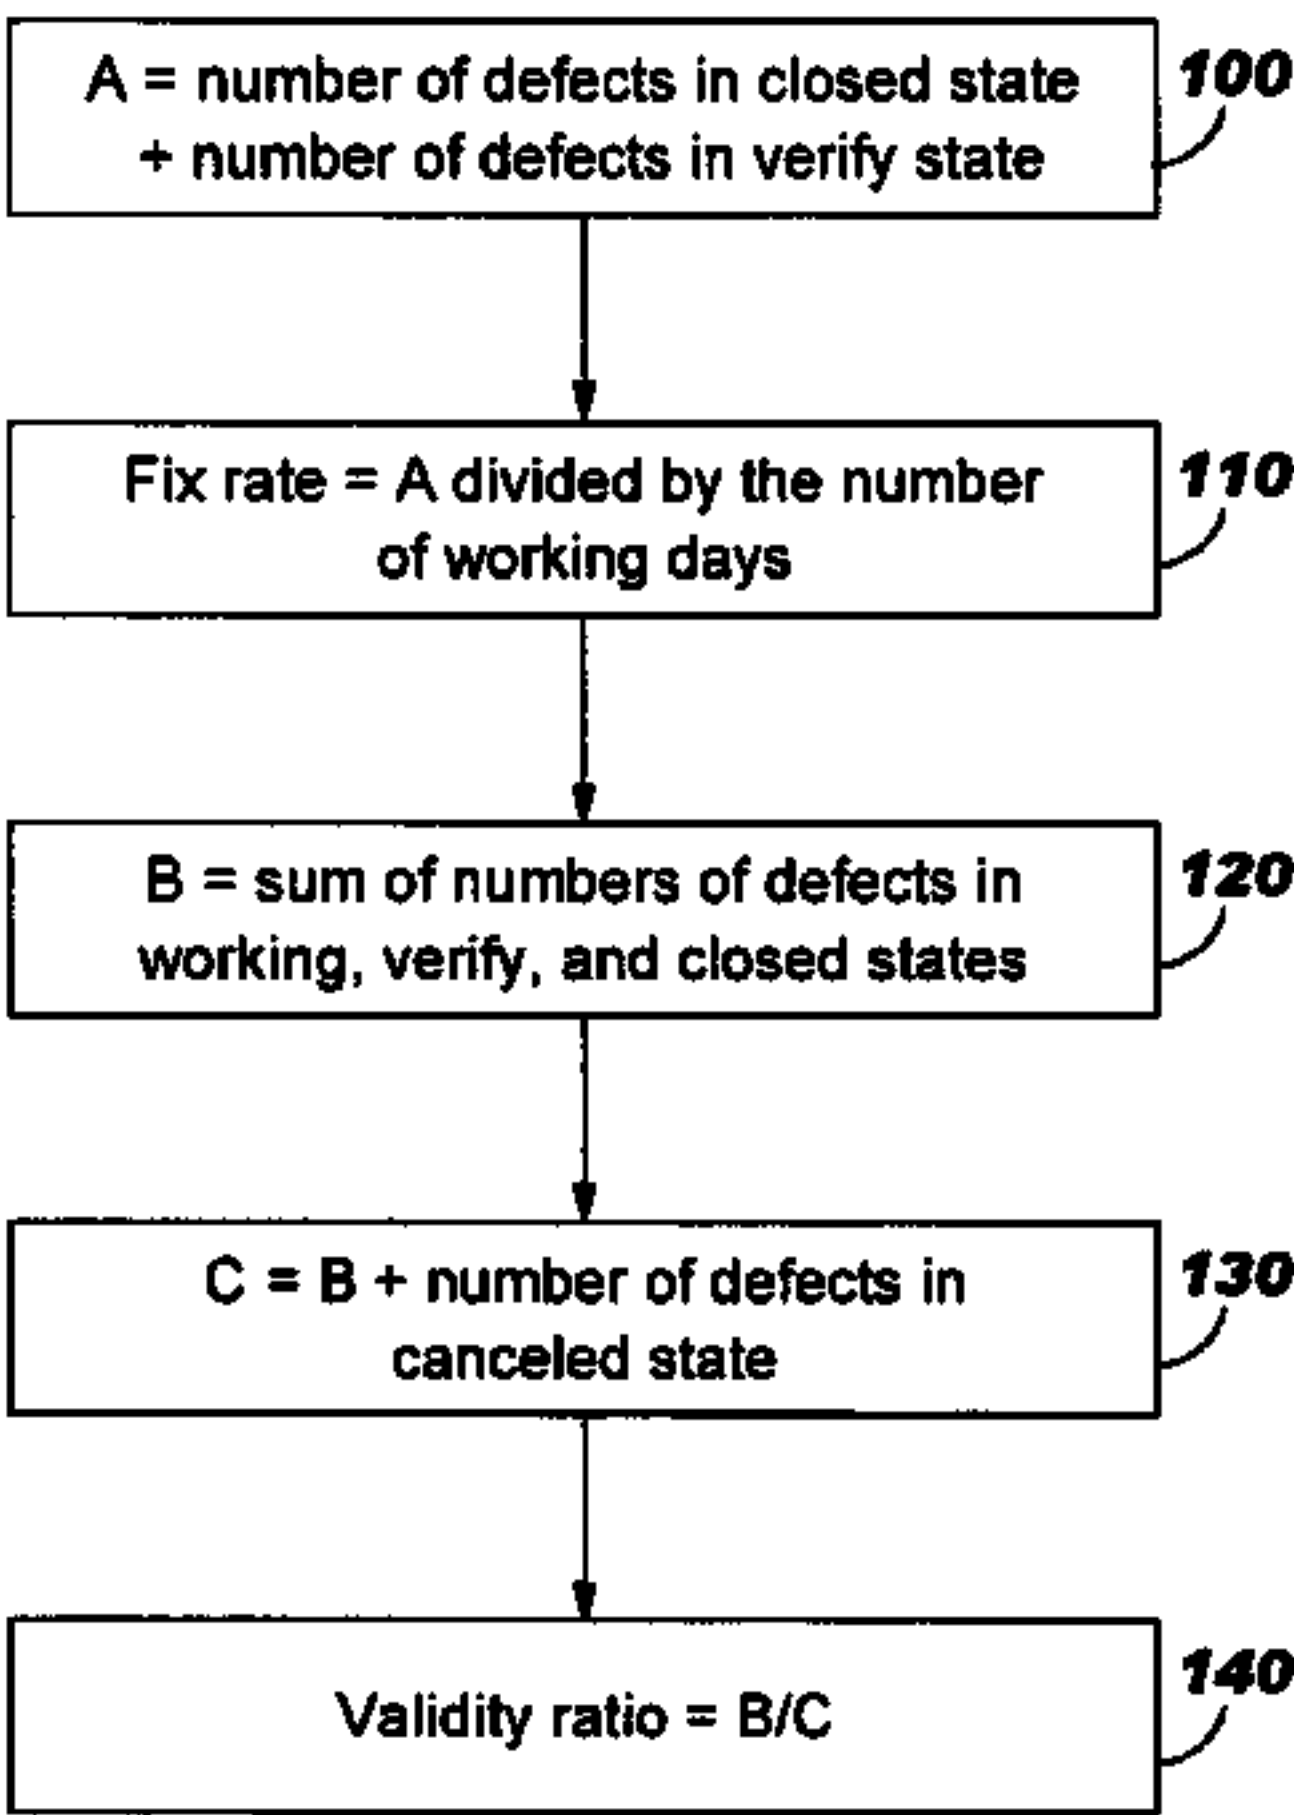 A = number of defects in closed state
+ number of defects in verify state
100
Fix rate = A divided by the number
of working days
110
B = sum of numbers of defects in
working, verify, and closed states
120
C = B + number of defects in
canceled state
130
Validity ratio = B/C
140